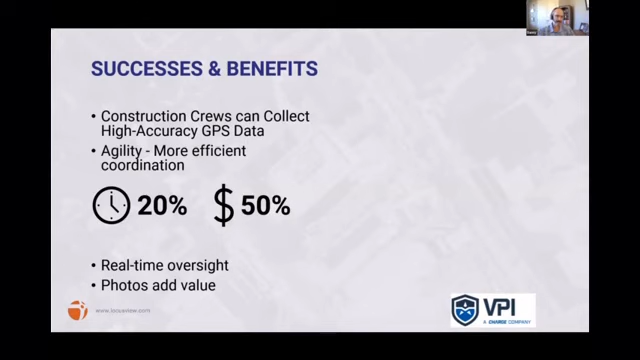 SUCCESSES & BENEFITS
• Construction Crews can Collect
High-Accuracy GPS Data
• Agility - More efficient
coordination
20% $ 50%
• Real-time oversight
• Photos add value
www.iocusview.com
VPI
A CHARGE COMPANY